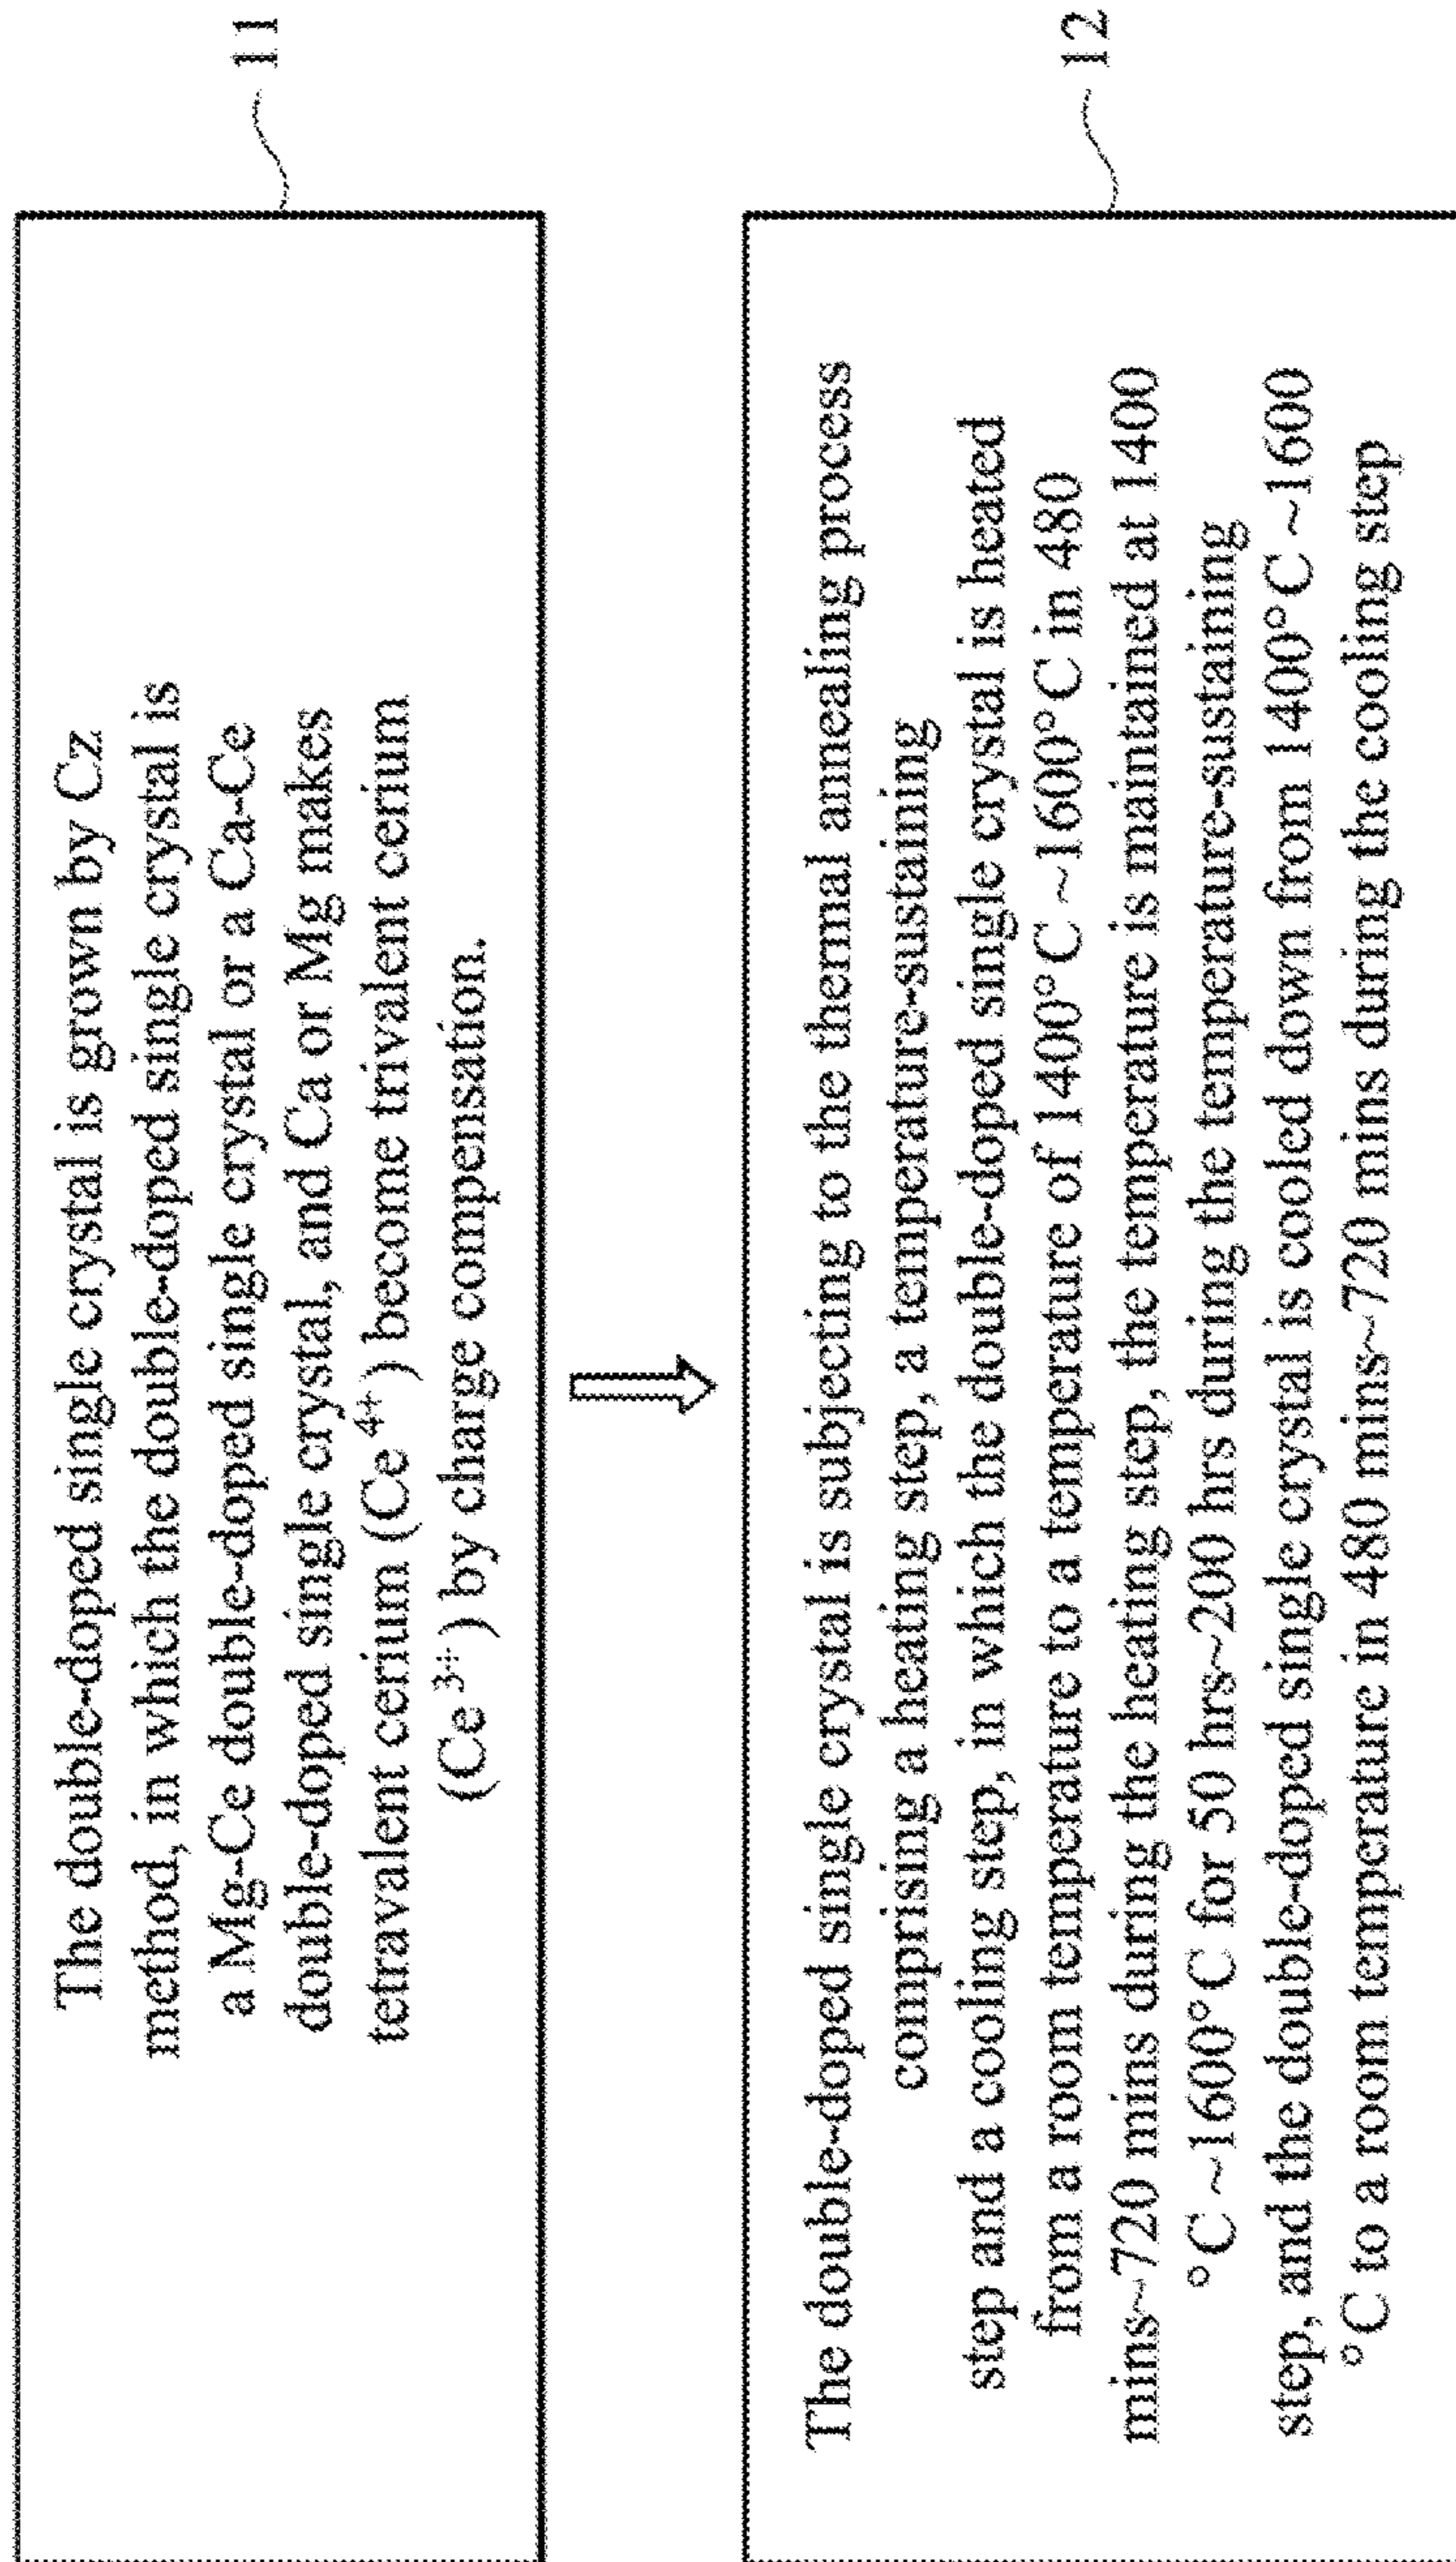 The double-doped single crystal is grown by Cz
method, in which the double-doped single crystal is
a Mg-Ce double-doped single crystal or a Ca-Ce
double-doped single crystal, and Ca or Mg makes
tetravalent cerium (Ce 4+) become trivalent cerium
(Ce 3+) by charge compensation.
11
The double-doped single crystal is subjecting to the thermal annealing process
comprising a heating step, a temperature-sustaining
step and a cooling step, in which the double-doped single crystal is heated
from a room temperature to a temperature of 1400°C ~1600°C in 480
mins~720 mins during the heating step, the temperature is maintained at 1400
°C ~1600°C for 50 hrs~200 hrs during the temperature-sustaining
step, and the double-doped single crystal is cooled down from 1400°C ~1600
°C to a room temperature in 480 mins~720 mins during the cooling step
12